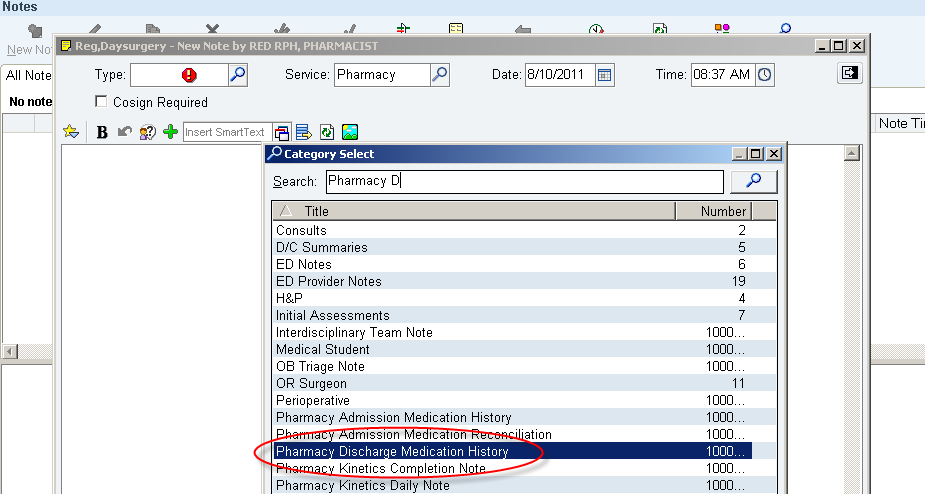 Notes
New No
Reg,Daysurgery - New Note by RED RPH, PHARMACIST
Type: Service: Pharmacy Date: 8/10/2011 Time: 08:37 AM
All Note
Cosign Required
No note
B Insert SmartText
Note Ti
Category Select
Search: Pharmacy D
Title Number
Consults 2
D/C Summaries 5
ED Notes 6
ED Provider Notes 19
H&P 4
Initial Assessments 7
Interdisciplinary Team Note 1000...
Medical Student 1000...
OB Triage Note 1000...
OR Surgeon 11
Perioperative 1000...
Pharmacy Admission Medication History 1000...
Pharmacy Admission Medication Reconciliation 1000...
Pharmacy Discharge Medication History 1000...
Pharmacy Kinetics Completion Note 1000...
Pharmacy Kinetics Daily Note 1000...